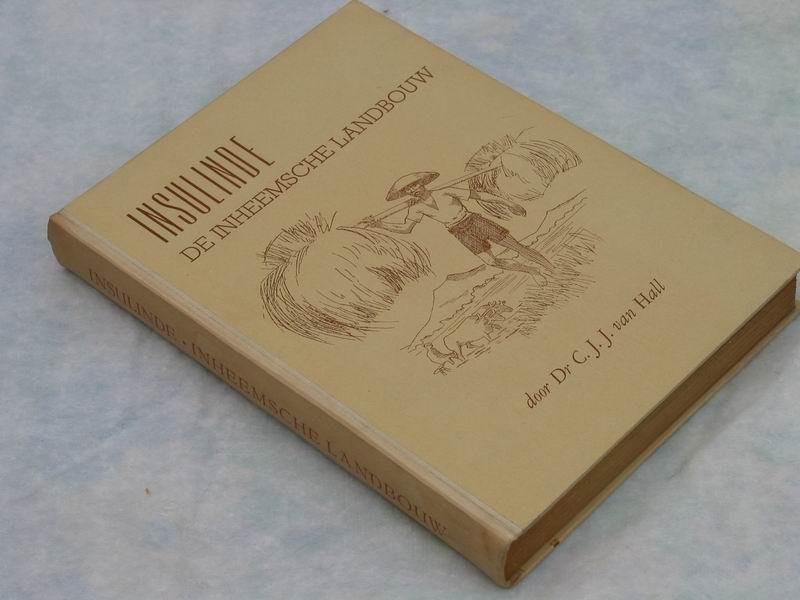 INSULINDE
DE INHEEMSCHE LANDBOUW
door Dr C. J. J. van Hall
INSULINDE · INHEEMSCHE LANDBOUW